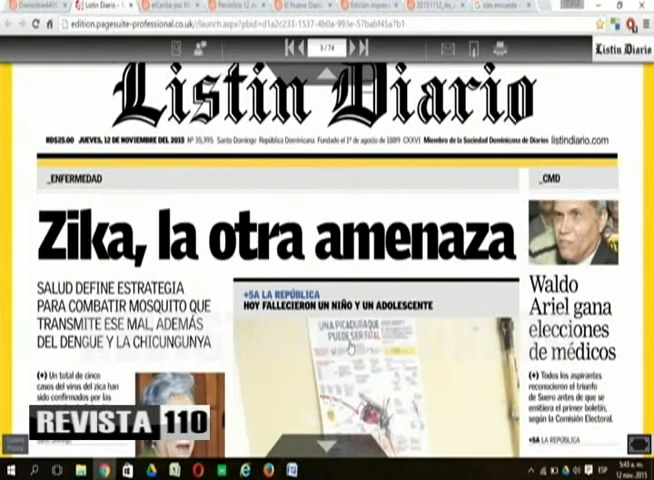 Listin Diario
edition.pagesuite-professional.co.uk//launch.aspx?pbid=d1a2c233-1537-4b0a-993e-57babf45a7b1
3 / 74
Listin Diario
Listin Diario
RD$25.00 JUEVES, 12 DE NOVIEMBRE DEL 2015 Nº 35,395 Santo Domingo República Dominicana Fundado el 1º de agosto de 1889 CXXVI Miembro de la Sociedad Dominicana de Diarios listindiario.com
_ENFERMEDAD
_CMD
Zika, la otra amenaza
SALUD DEFINE ESTRATEGIA
PARA COMBATIR MOSQUITO QUE
TRANSMITE ESE MAL, ADEMÁS
DEL DENGUE Y LA CHICUNGUNYA
+5A LA REPÚBLICA
HOY FALLECIERON UN NIÑO Y UN ADOLESCENTE
UNA PICADURA QUE
PUEDE SER FATAL
Waldo
Ariel gana
elecciones
de médicos
(+) Un total de cinco
casos del virus del zica han
sido confirmados por las
(+) Todos los aspirantes
reconocieron el triunfo
de Suero antes de que se
emitiera el primer boletín,
según la Comisión Electoral.
+5A LA REPÚBLICA
REVISTA 110
ESP
5:43 a. m.
12 nov. 2015